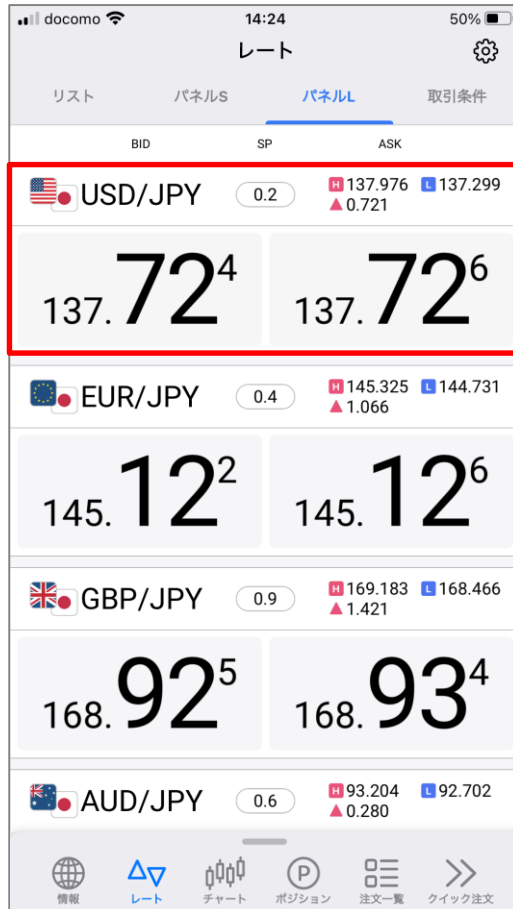 docomo 14:24 50%
レート
リスト パネルS パネルL 取引条件
BID SP ASK
USD/JPY 0.2 H 137.976 L 137.299
▲0.721
137.724 137.726
EUR/JPY 0.4 H 145.325 L 144.731
▲1.066
145.122 145.126
GBP/JPY 0.9 H 169.183 L 168.466
▲1.421
168.925 168.934
AUD/JPY 0.6 H 93.204 L 92.702
▲0.280
P
情報 レート チャート ポジション 注文一覧 クイック注文